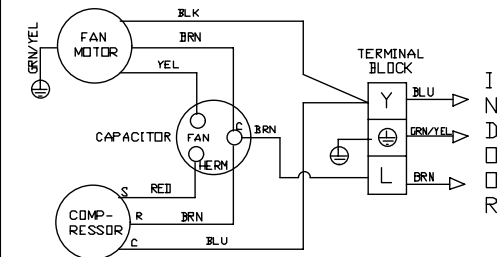 BLK
GRN/YEL
FAN
MOTOR
BRN
YEL
TERMINAL
BLOCK
Y
BLU
INDOOR
CAPACITOR
FAN
C
BRN
GRN/YEL
HERM
L
BRN
S
RED
COMP-
RESSOR
R
BRN
C
BLU